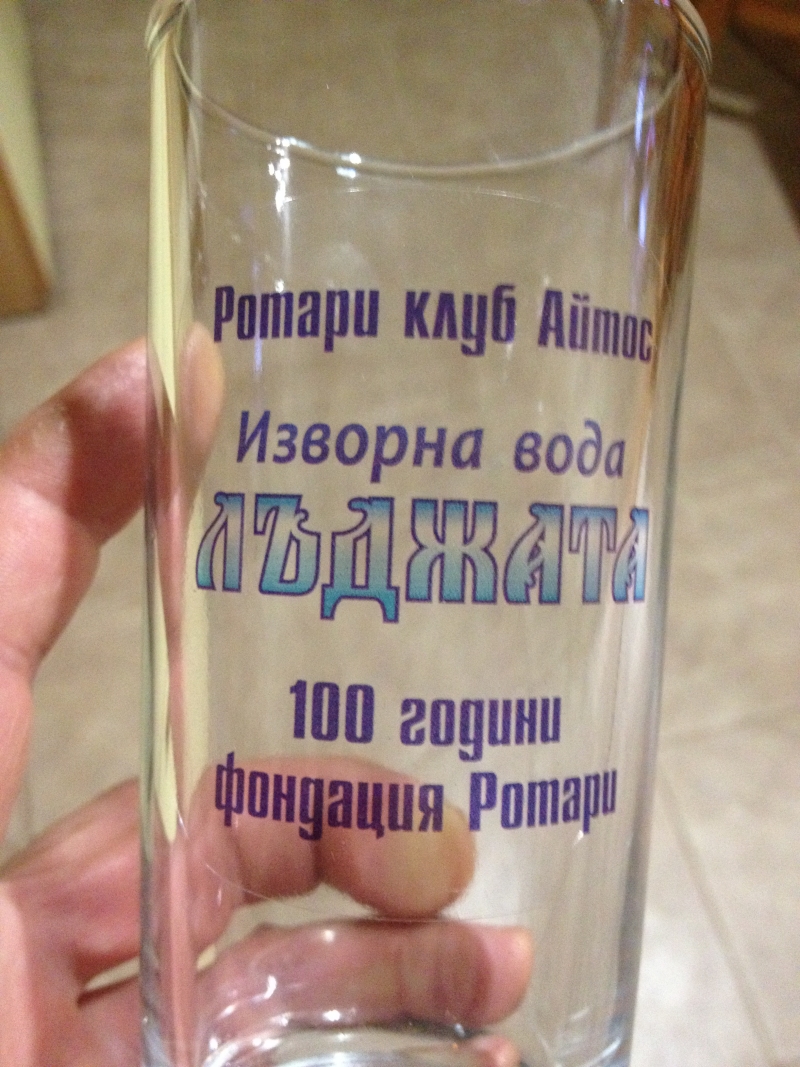 Ротари клуб Айтос
Изворна вода
ЛЪДЖАТА
100 години
фондация Ротари